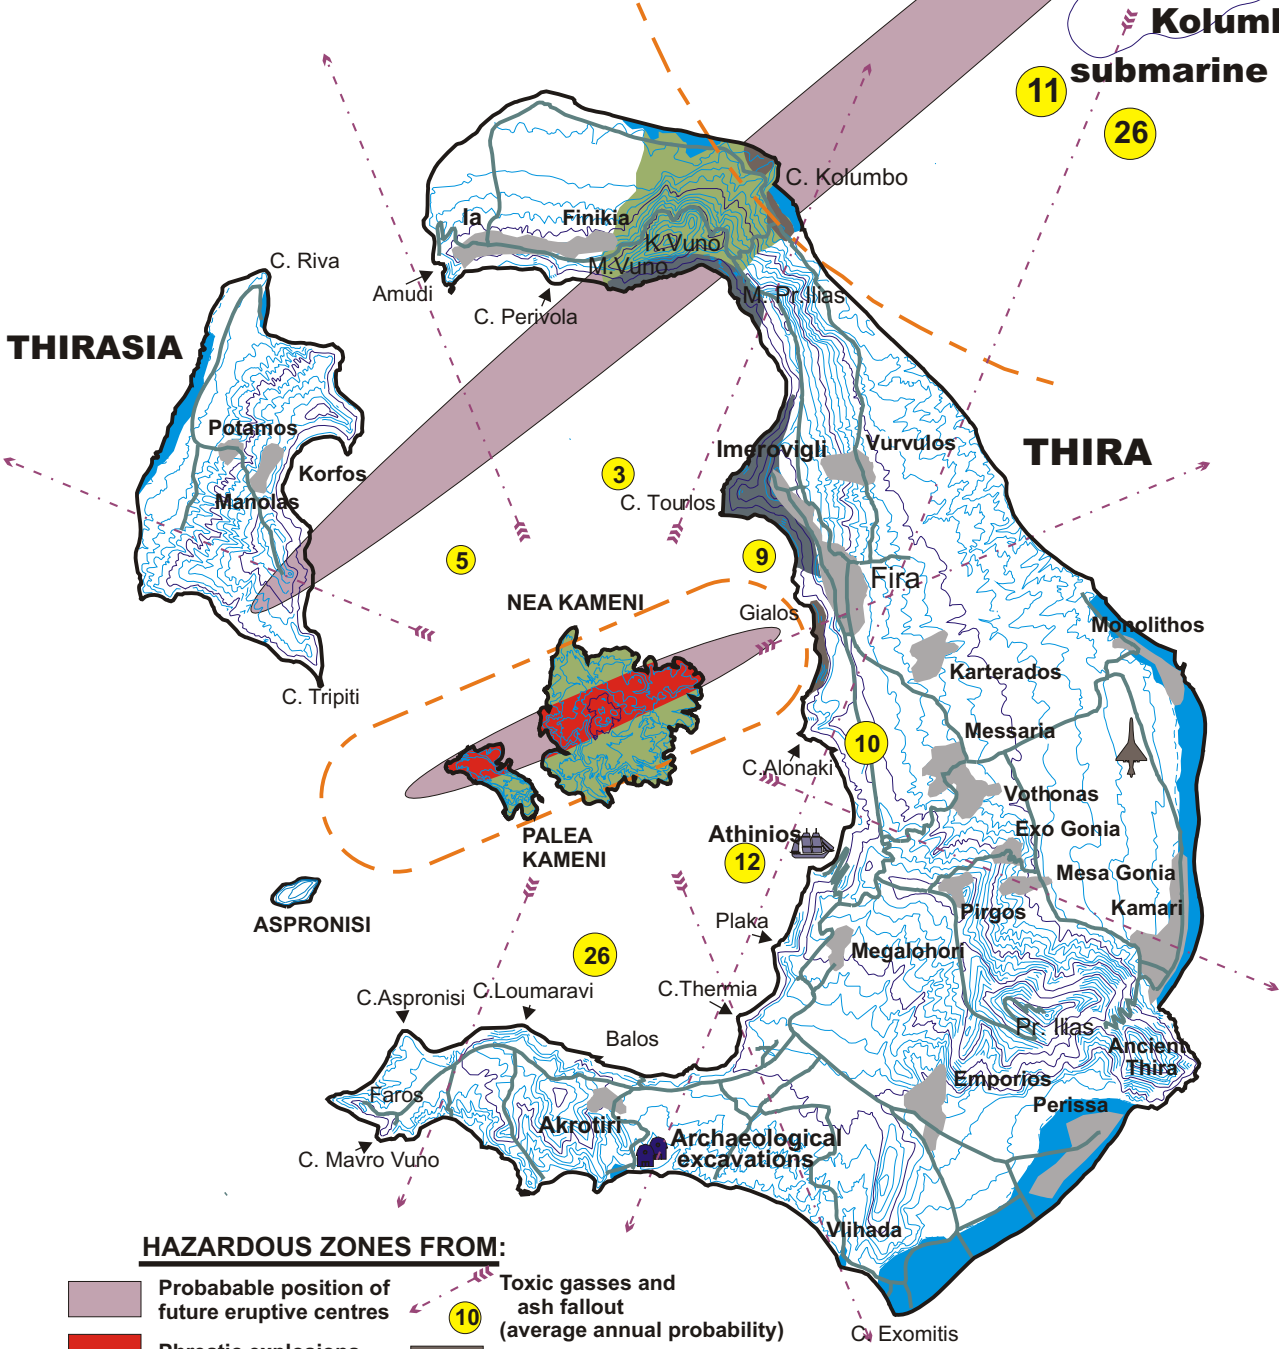 Kolum
submarine
11
26
C. Kolumbo
Ia
Finikia
K.Vuno
M.Vuno
C. Riva
Amudi
C. Perivola
M. Pr.Ilias
THIRASIA
Potamos
Korfos
Manolas
Imerovigli
Vurvulos
THIRA
3
C. Tourlos
5
9
Fira
NEA KAMENI
Gialos
Monolithos
Karterados
C. Tripiti
Messaria
10
C.Alonaki
Vothonas
Exo Gonia
PALEA
KAMENI
Athinios
12
Mesa Gonia
Kamari
Pirgos
ASPRONISI
Plaka
Megalohori
26
C.Aspronisi
C.Loumaravi
C.Thermia
Pr. Ilias
Balos
Ancient
Thira
Emporios
Faros
Perissa
Akrotiri
Archaeological
excavations
C. Mavro Vuno
Vlihada
HAZARDOUS ZONES FROM:
Probabable position of
future eruptive centres
Toxic gasses and
ash fallout
(average annual probability)
10
C. Exomitis
Phreatic explosions